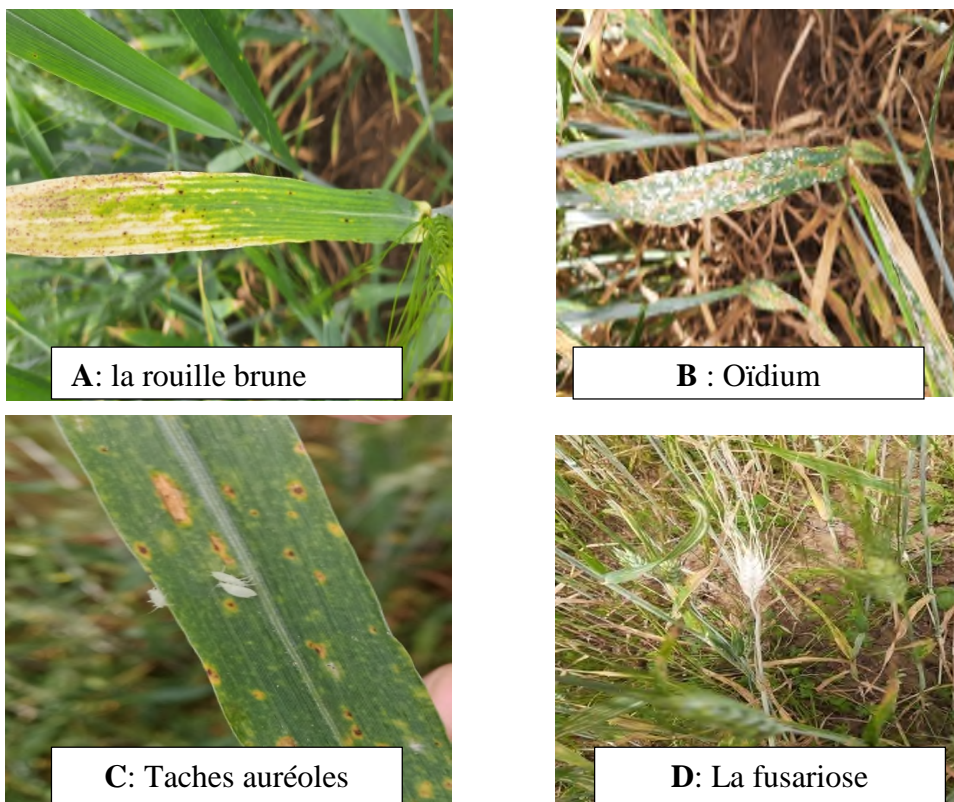 A: la rouille brune
B : Oïdium
C: Taches auréoles
D: La fusariose